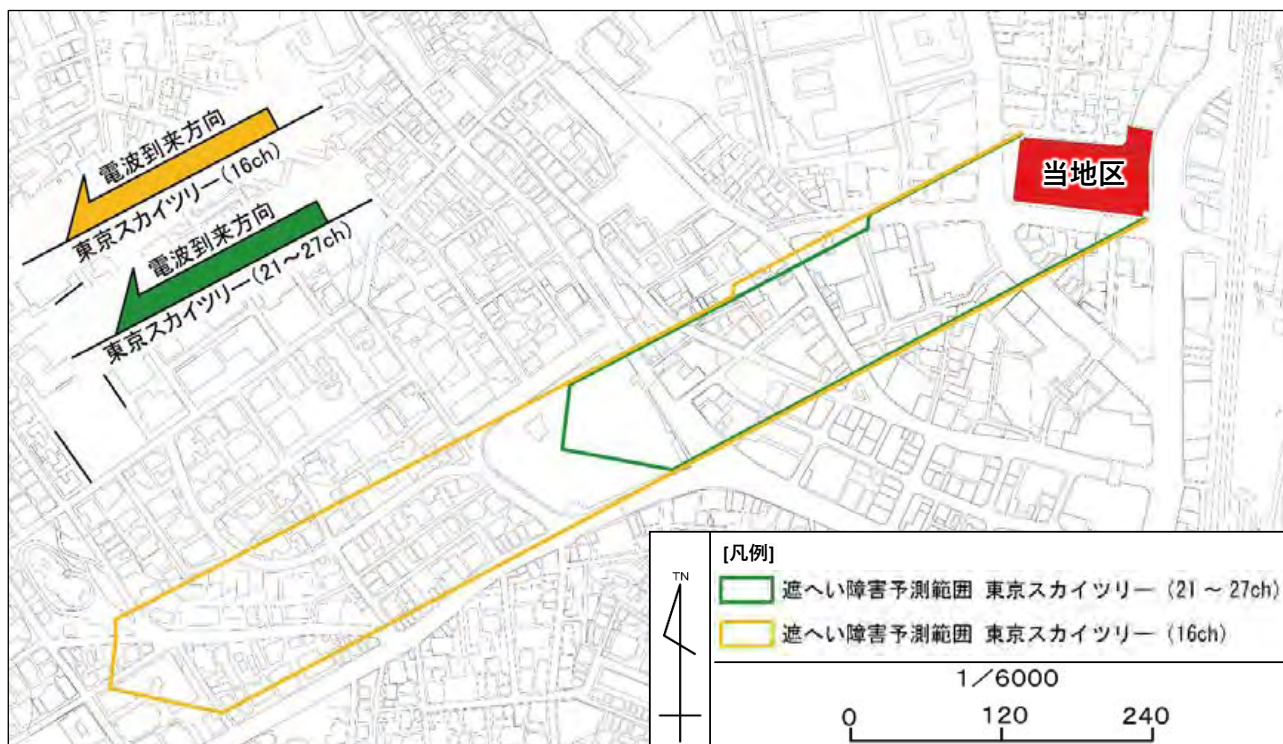 電波到来方向
東京スカイツリー(16ch)
電波到来方向
東京スカイツリー(21～27ch)
当地区
[凡例]
TN
遮へい障害予測範囲 東京スカイツリー (21 ～ 27ch)
遮へい障害予測範囲 東京スカイツリー (16ch)
1/6000
0 120 240